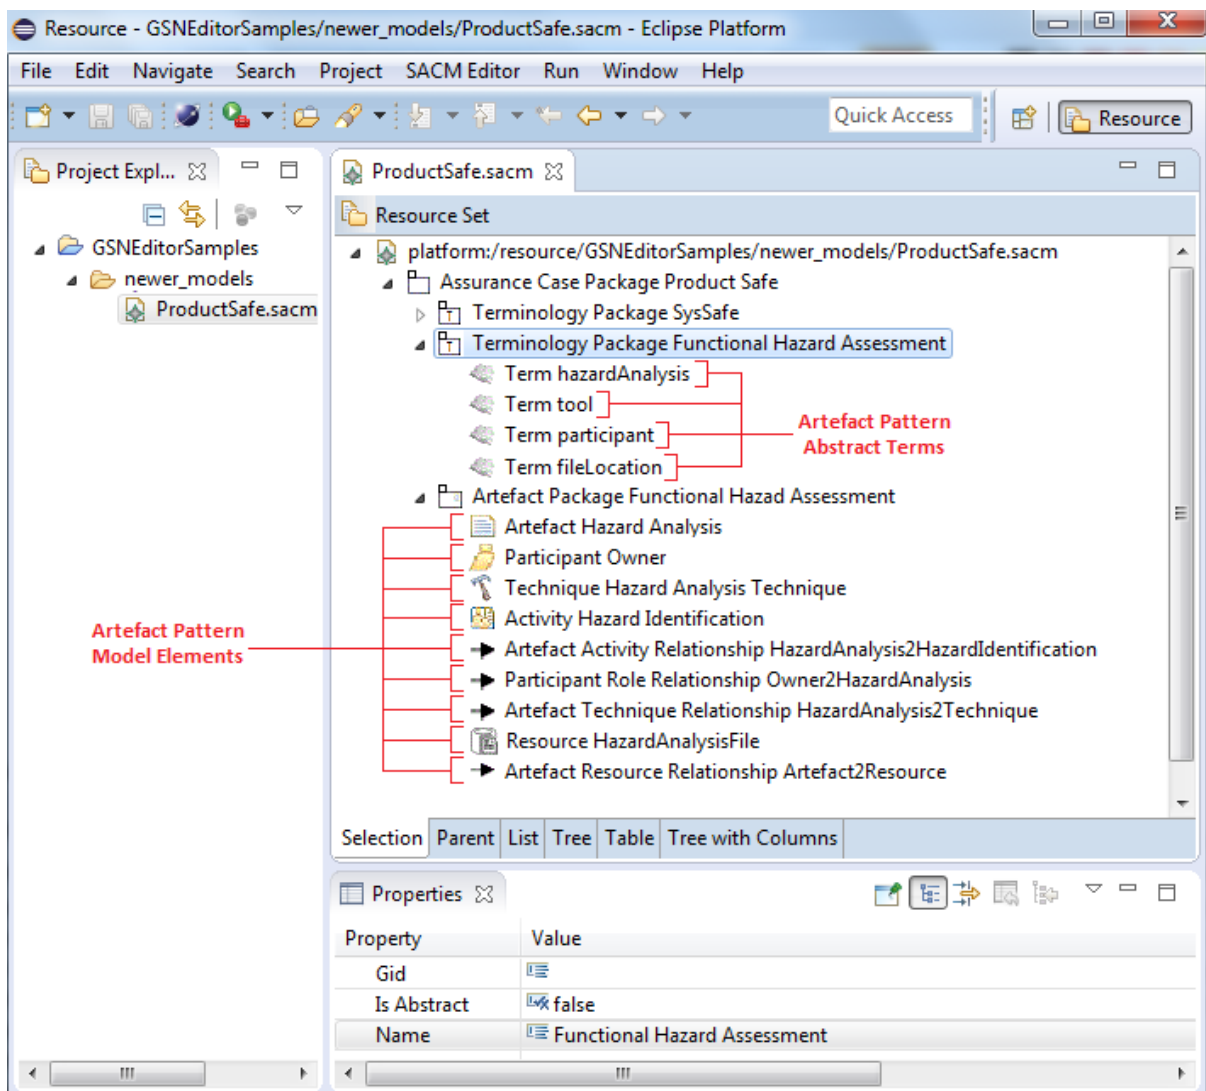 Resource - GSNEditorSamples/newer_models/ProductSafe.sacm - Eclipse Platform
File Edit Navigate Search Project SACM Editor Run Window Help
Quick Access
Resource
Project Expl...
GSNEditorSamples
newer_models
ProductSafe.sacm
ProductSafe.sacm
Resource Set
platform:/resource/GSNEditorSamples/newer_models/ProductSafe.sacm
Assurance Case Package Product Safe
Terminology Package SysSafe
Terminology Package Functional Hazard Assessment
Term hazardAnalysis
Term tool
Term participant
Term fileLocation
Artefact Pattern
Abstract Terms
Artefact Package Functional Hazad Assessment
Artefact Hazard Analysis
Participant Owner
Technique Hazard Analysis Technique
Activity Hazard Identification
Artefact Activity Relationship HazardAnalysis2HazardIdentification
Participant Role Relationship Owner2HazardAnalysis
Artefact Technique Relationship HazardAnalysis2Technique
Resource HazardAnalysisFile
Artefact Resource Relationship Artefact2Resource
Artefact Pattern
Model Elements
Selection Parent List Tree Table Tree with Columns
Properties
Property Value
Gid
Is Abstract false
Name Functional Hazard Assessment